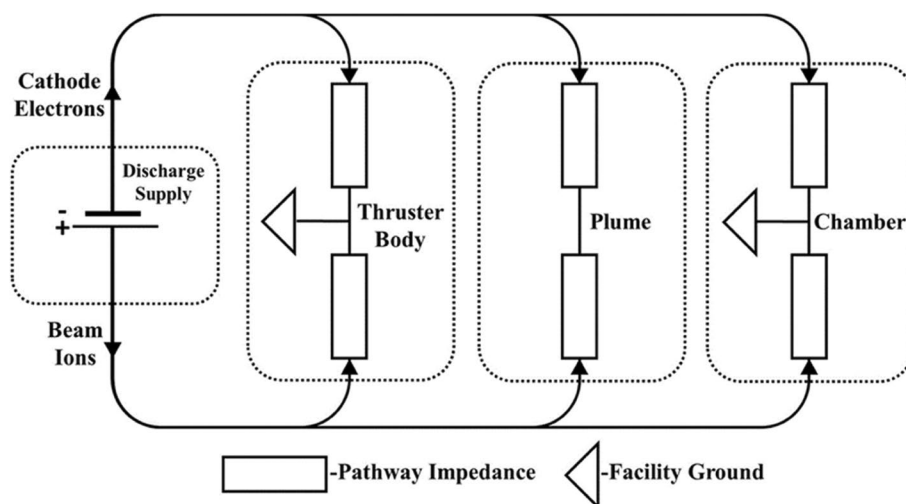 Cathode
Electrons
Discharge
Supply
-
+
Thruster
Body
Plume
Chamber
Beam
Ions
-Pathway Impedance
-Facility Ground